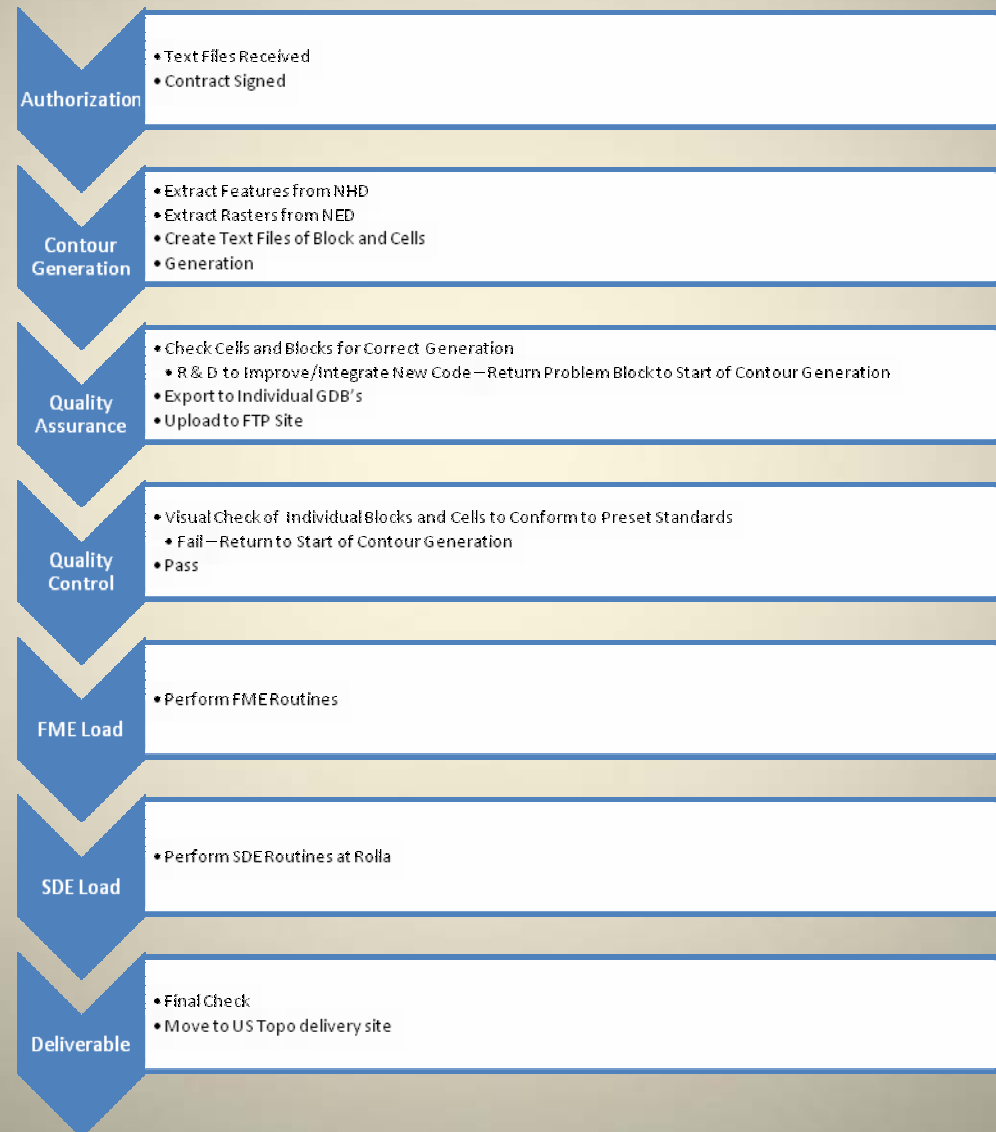 Authorization
• Text Files Received
• Contract Signed
Contour
Generation
• Extract Features from NHD
• Extract Rasters from NED
• Create Text Files of Block and Cells
• Generation
Quality
Assurance
• Check Cells and Blocks for Correct Generation
• R & D to Improve/Integrate New Code—Return Problem Block to Start of Contour Generation
• Export to Individual GDB's
• Upload to FTP Site
Quality
Control
• Visual Check of Individual Blocks and Cells to Conform to Preset Standards
• Fail—Return to Start of Contour Generation
• Pass
FME Load
• Perform FME Routines
SDE Load
• Perform SDE Routines at Rolla
Deliverable
• Final Check
• Move to US Topo delivery site